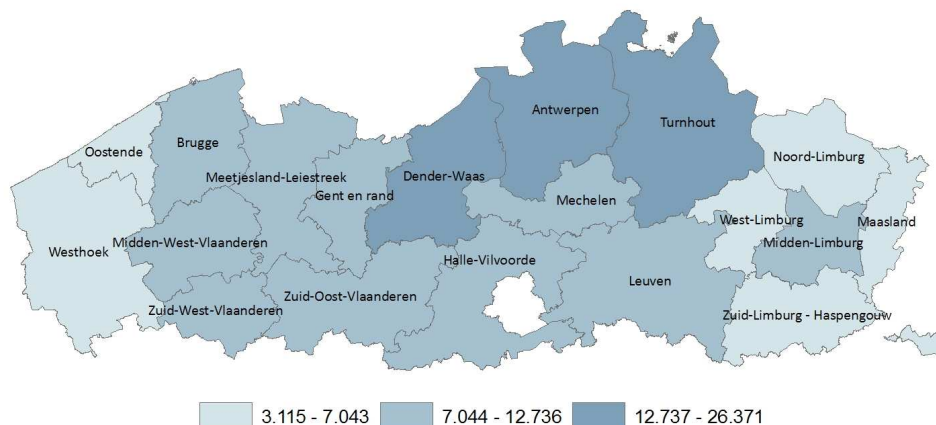 Antwerpen
Turnhout
Oostende
Brugge
Noord-Limburg
Meetjesland-Leiestreek
Dender-Waas
Gent en rand
Mechelen
West-Limburg
Maasland
Westhoek
Midden-West-Vlaanderen
Midden-Limburg
Halle-Vilvoorde
Leuven
Zuid-West-Vlaanderen
Zuid-Oost-Vlaanderen
Zuid-Limburg - Haspengouw
3.115 - 7.043
7.044 - 12.736
12.737 - 26.371